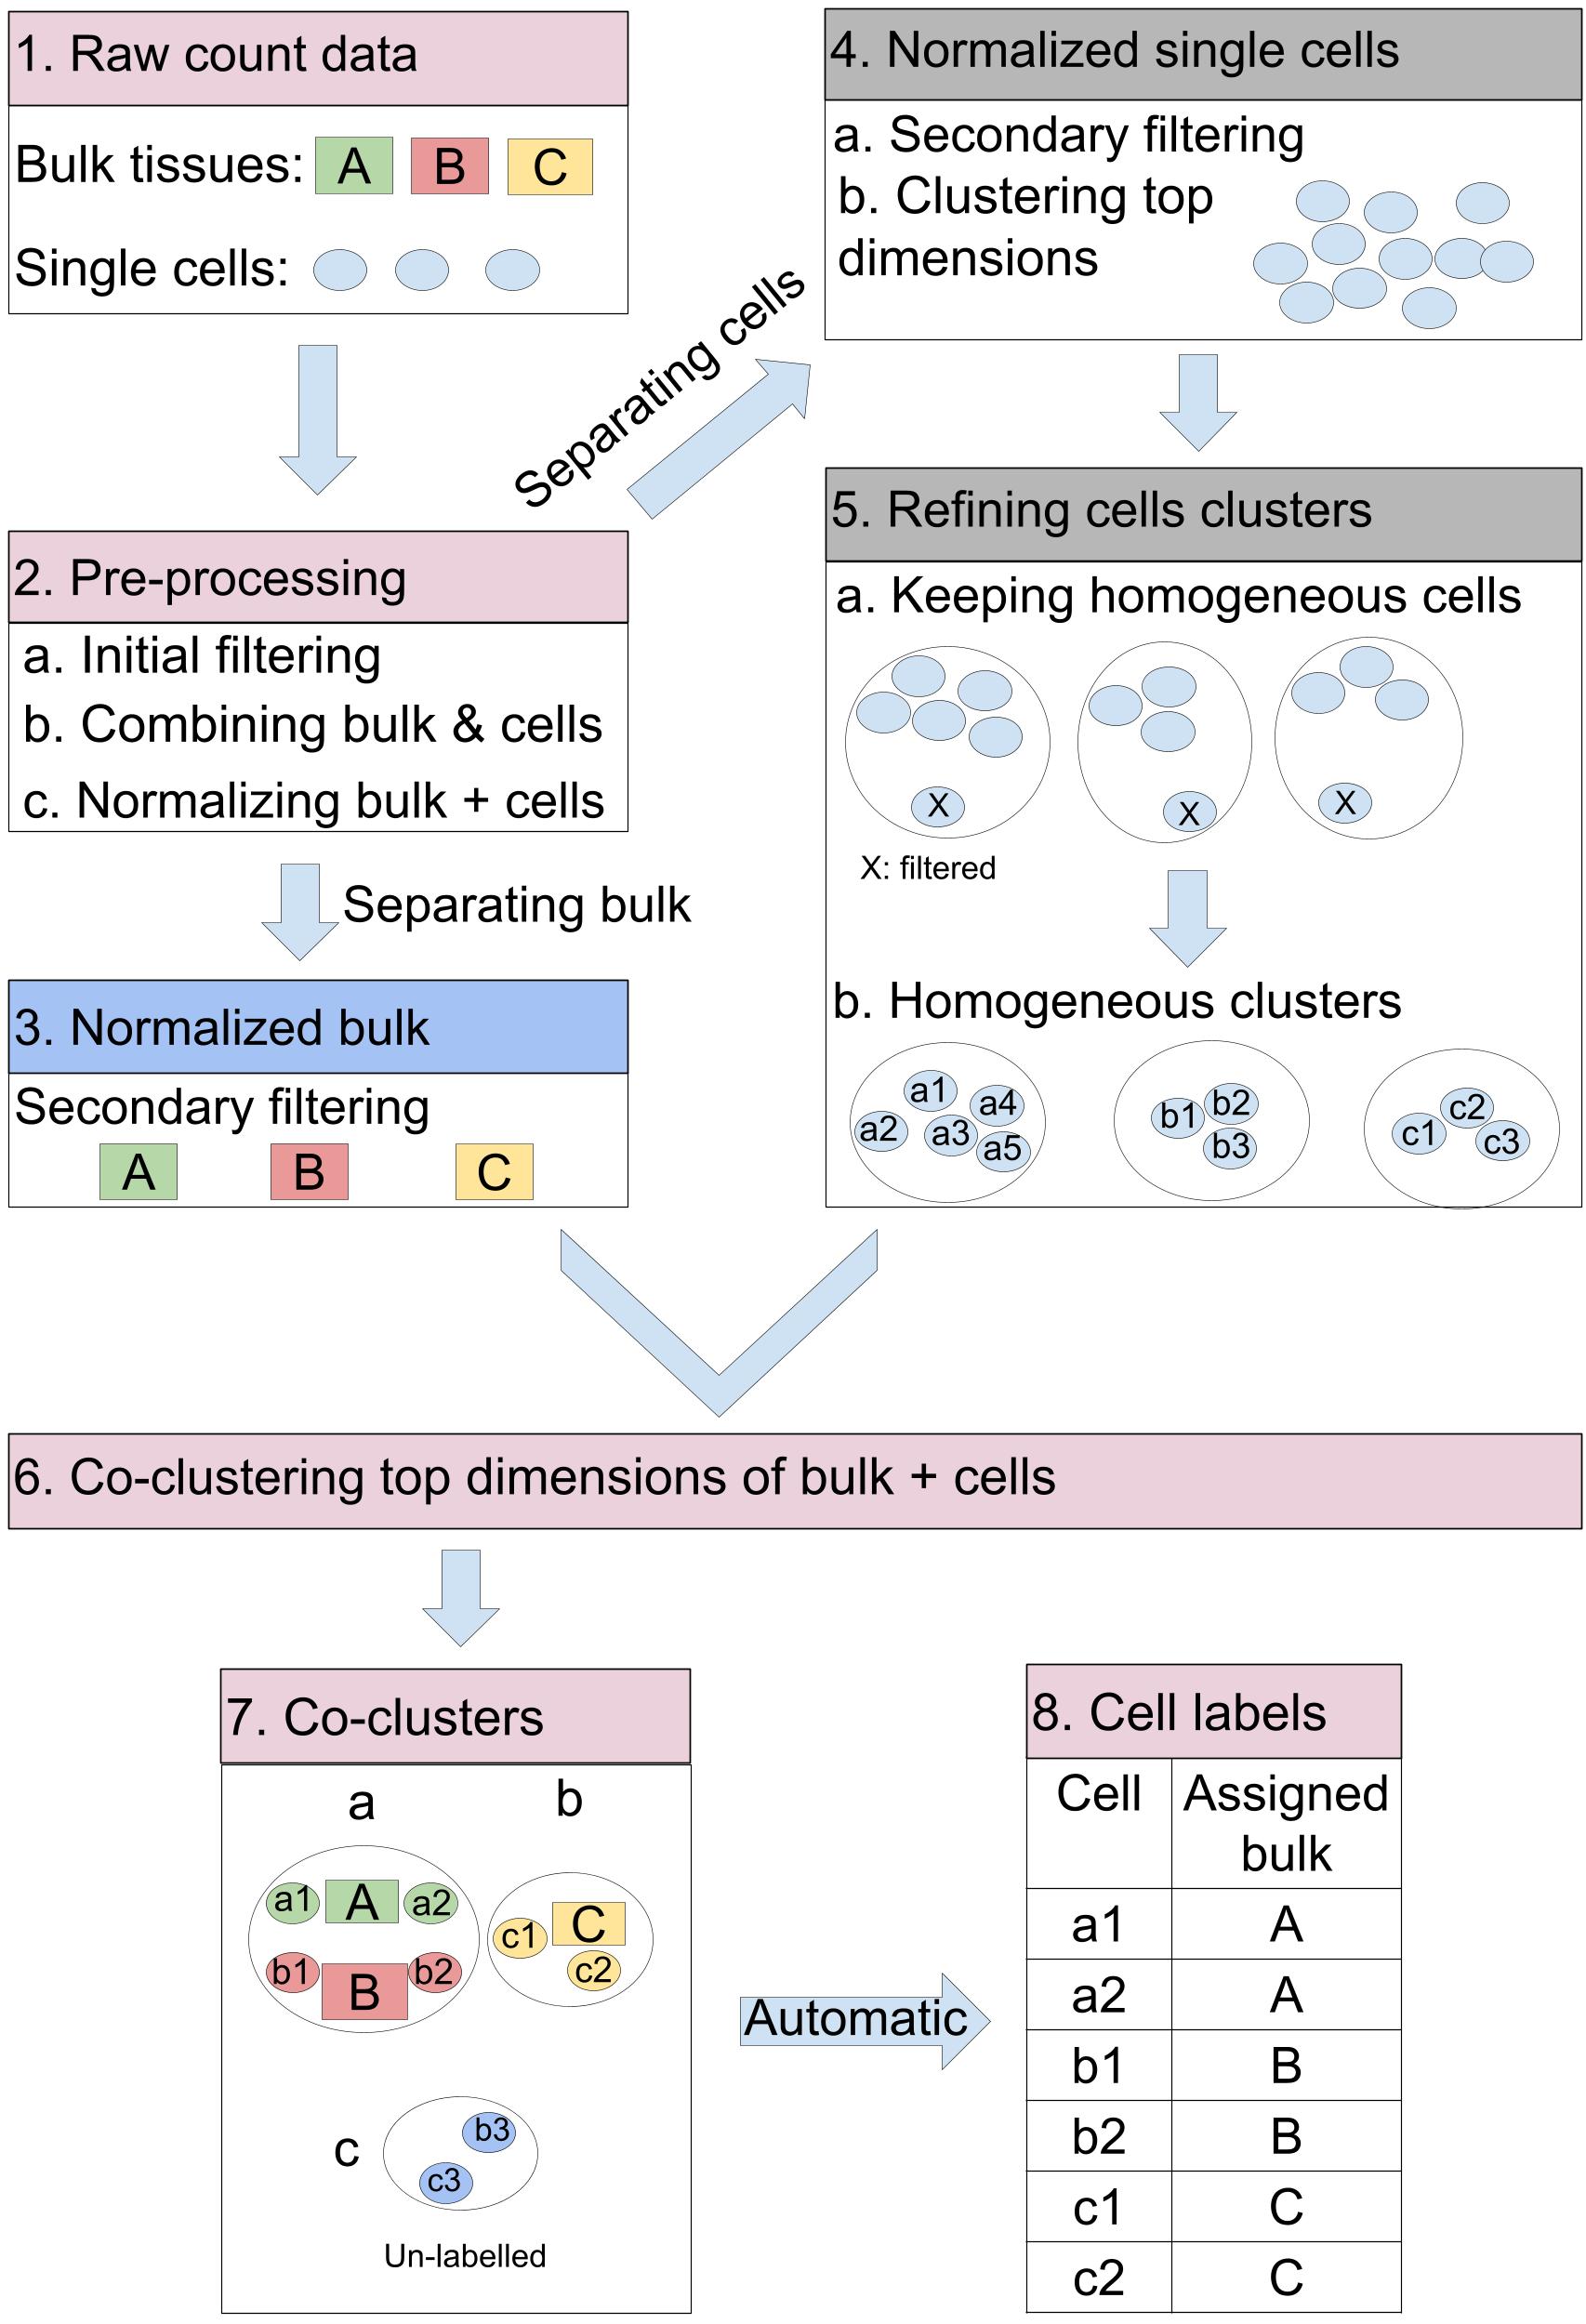 1. Raw count data
Bulk tissues: A B C
Single cells:
Separating cells
2. Pre-processing
a. Initial filtering
b. Combining bulk & cells
c. Normalizing bulk + cells
Separating bulk
3. Normalized bulk
Secondary filtering
A B C
4. Normalized single cells
a. Secondary filtering
b. Clustering top
dimensions
5. Refining cells clusters
a. Keeping homogeneous cells
X X X
X: filtered
b. Homogeneous clusters
a1 a4 b2 c2
a2 a3 a5 b1 b3 c1 c3
6. Co-clustering top dimensions of bulk + cells
7. Co-clusters
a b
a1 A a2
c1 C
b1 B b2 c2
b3
c
c3
Un-labelled
Automatic
8. Cell labels
Cell Assigned
bulk
a1 A
a2 A
b1 B
b2 B
c1 C
c2 C